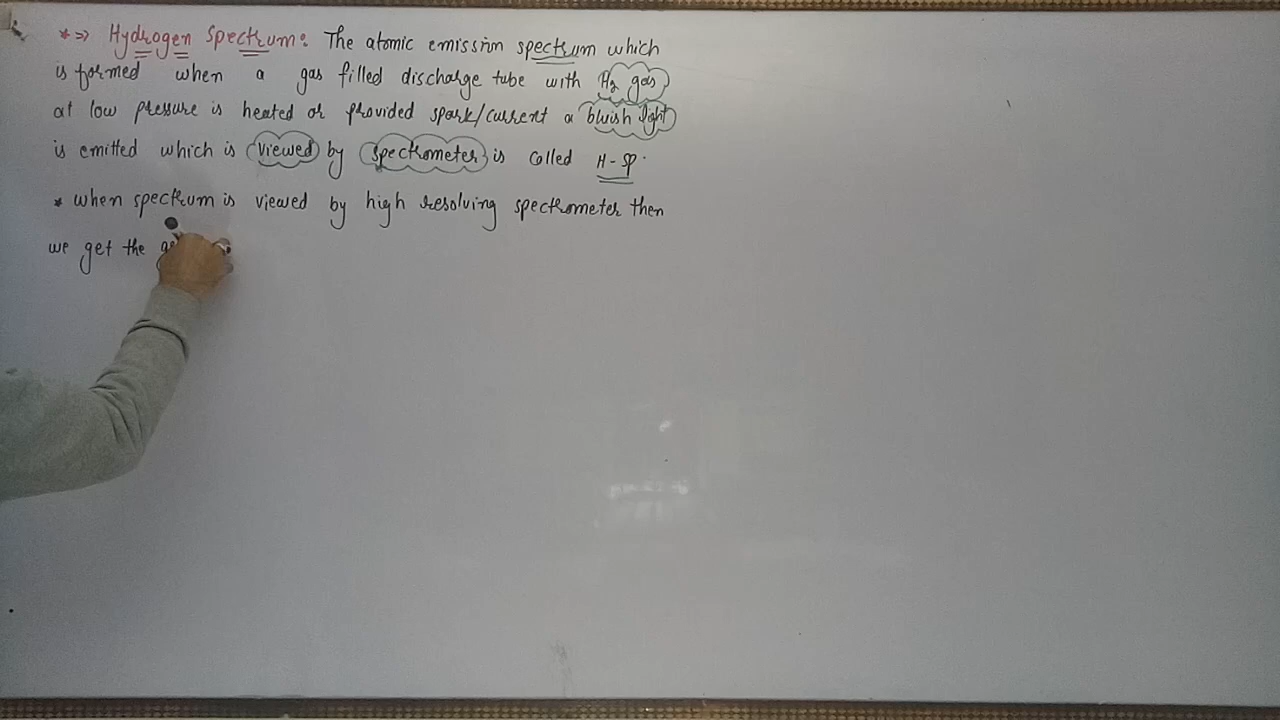 *⇒ Hydrogen Spectrum: The atomic emission spectrum which
is formed when a gas filled discharge tube with H2 gas
at low pressure is heated or provided spark/current a bluish light
is emitted which is viewed by spectrometer is called H-Sp.
* when spectrum is viewed by high resolving spectrometer then
we get the